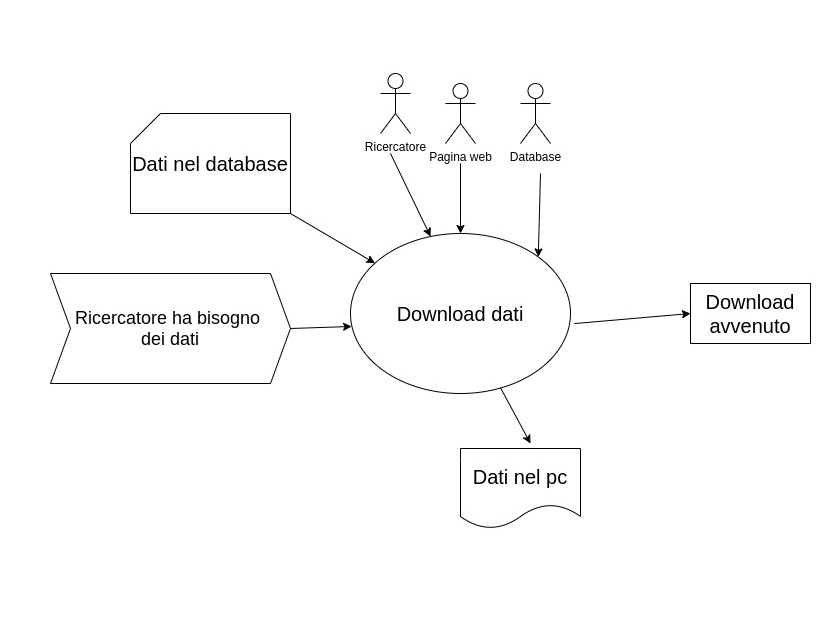 Ricercatore
Pagina web
Database
Dati nel database
Ricercatore ha bisogno
dei dati
Download dati
Download
avvenuto
Dati nel pc